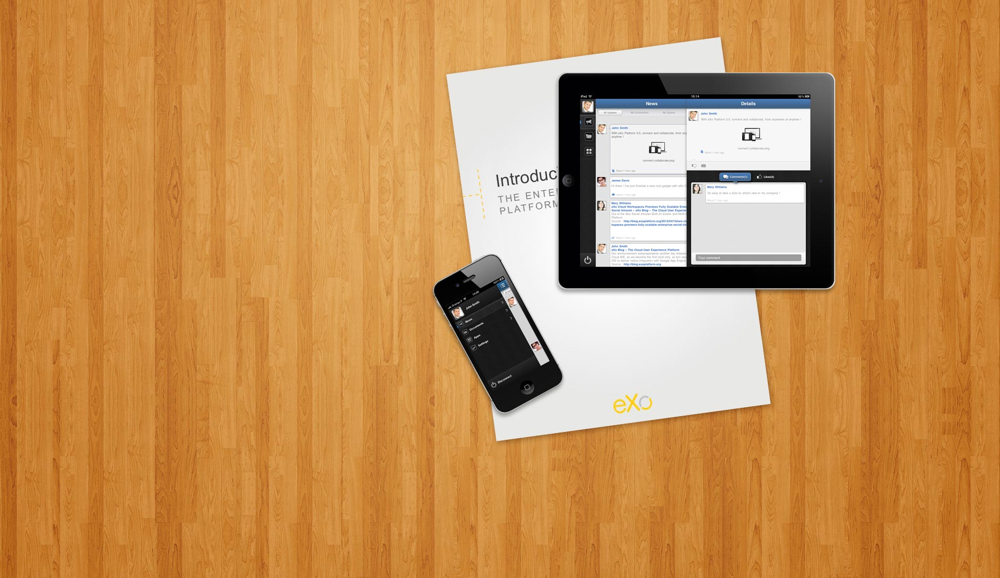 Introduc
THE ENTE
PLATFORM
eXo
iPad
15:14
92%
News
All Updates
My Connections
My Spaces
John Smith
With eXo Platform 3.5, connect and collaborate, from any
anytime !
connect-collaborate.png
About 1 hour ago
James Davis
Hi there ! I've just finished a new cool gadget with eXo C
About 1 hour ago
Mary Williams
eXo Cloud Workspaces Previews Fully Scalable Enter
Social Intranet - eXo Blog – The Cloud User Experien
Out of the Box Social Intranet Built on Elastic and Multi-
Platform
Source : http://blog.exoplatform.org/2012/04/10/exo-cl
kspaces-previews-fully-scalable-enterprise-social-int
About 1 hour ago
John Smith
eXo Blog – The Cloud User Experience Platform
Our announcement todayrepresents another big milest
Cloud IDE, as we become the first (and only, so far) clou
IDE to deliver native integration with Google App Engine
Source : http://blog.exoplatform.org
Details
John Smith
With eXo Platform 3.5, connect and collaborate, from anywhere at anytime !
connect-collaborate.png
About 1 hour ago
Comments(1)
Likes(4)
Mary Williams
So easy to take a look on what's new in my company !
About 1 hour ago
Your comment
Orange F
14:40
100%
John Smith
News
Documents
Apps
Settings
Disconnect